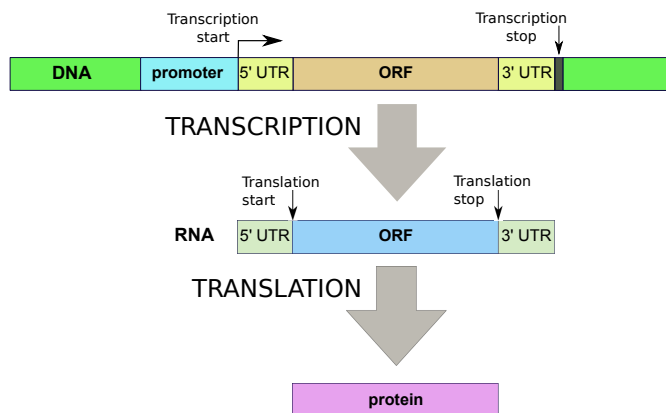 Transcription
start
Transcription
stop
DNA
promoter
5' UTR
ORF
3' UTR
TRANSCRIPTION
Translation
start
Translation
stop
RNA
5' UTR
ORF
3' UTR
TRANSLATION
protein